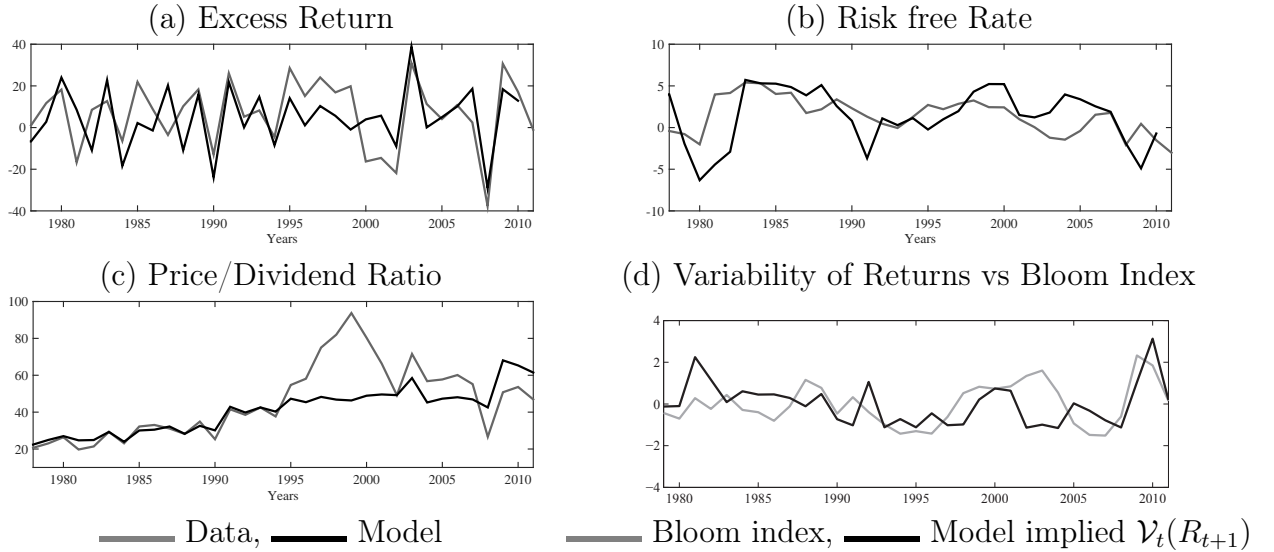 (a) Excess Return
40
20
0
-20
-40
1980 1985 1990 1995 2000 2005 2010
Years
(b) Risk free Rate
10
5
0
-5
-10
1980 1985 1990 1995 2000 2005 2010
Years
(c) Price/Dividend Ratio
100
80
60
40
20
1980 1985 1990 1995 2000 2005 2010
Years
(d) Variability of Returns vs Bloom Index
4
2
0
−2
−4
1980 1985 1990 1995 2000 2005 2010
Data, Model
Bloom index, Model implied 𝒱ₜ(Rₜ₊₁)